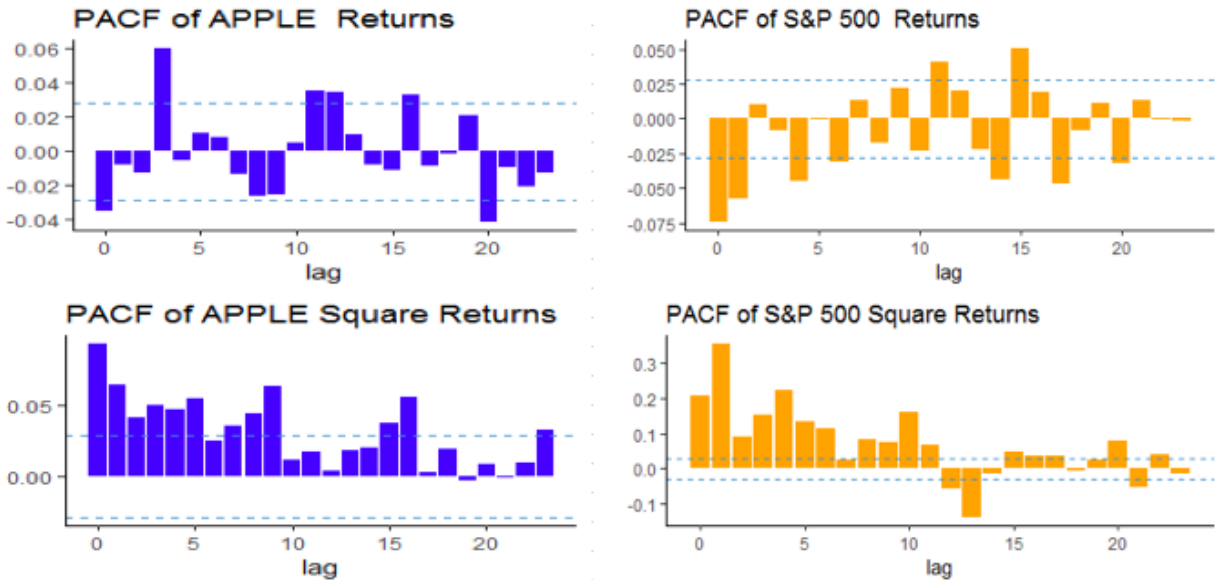 PACF of APPLE  Returns
0.06
0.04
0.02
0.00
-0.02
-0.04
0 5 10 15 20
lag
PACF of S&P 500  Returns
0.050
0.025
0.000
-0.025
-0.050
-0.075
0 5 10 15 20
lag
PACF of APPLE Square Returns
0.05
0.00
0 5 10 15 20
lag
PACF of S&P 500 Square Returns
0.3
0.2
0.1
0.0
-0.1
0 5 10 15 20
lag